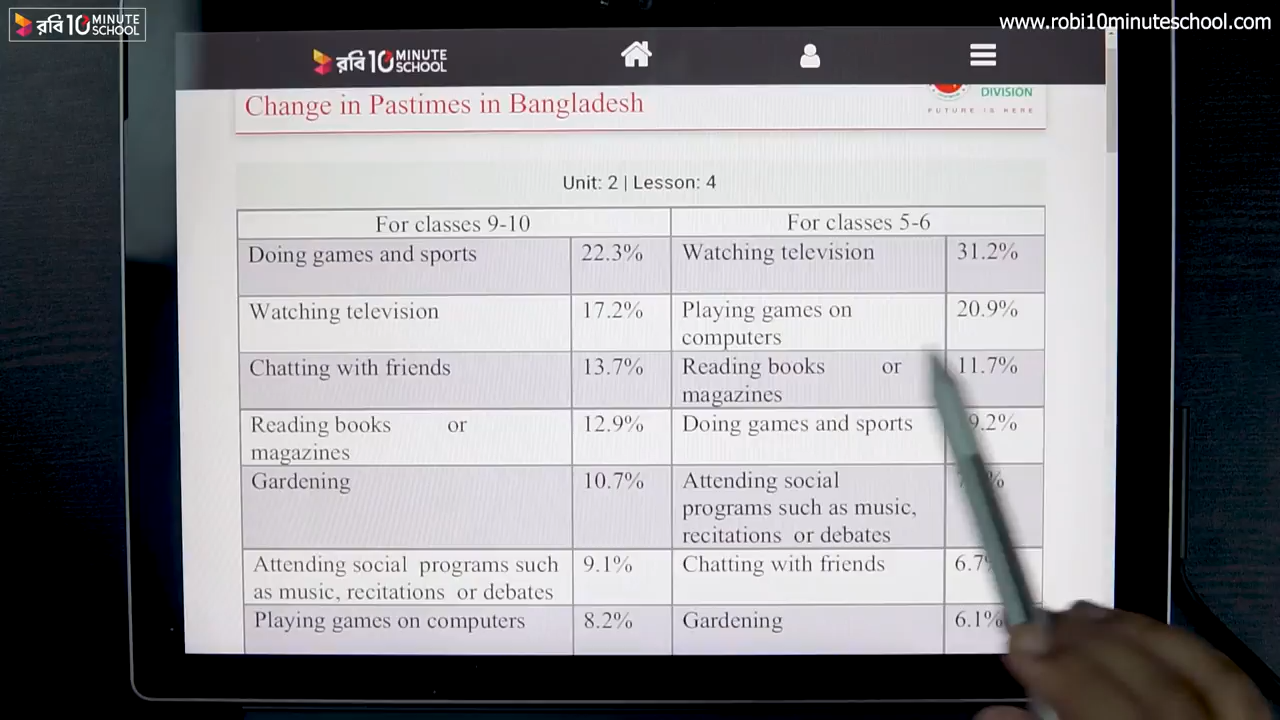 রবি 10 MINUTE SCHOOL
www.robi10minuteschool.com
রবি 10 MINUTE SCHOOL
Change in Pastimes in Bangladesh
DIVISION
FUTURE IS HERE
Unit: 2 | Lesson: 4
For classes 9-10 For classes 5-6
Doing games and sports 22.3% Watching television 31.2%
Watching television 17.2% Playing games on 20.9%
computers
Chatting with friends 13.7% Reading books or 11.7%
magazines
Reading books or 12.9% Doing games and sports 9.2%
magazines
Gardening 10.7% Attending social %
programs such as music,
recitations or debates
Attending social programs such 9.1% Chatting with friends 6.7
as music, recitations or debates
Playing games on computers 8.2% Gardening 6.1%